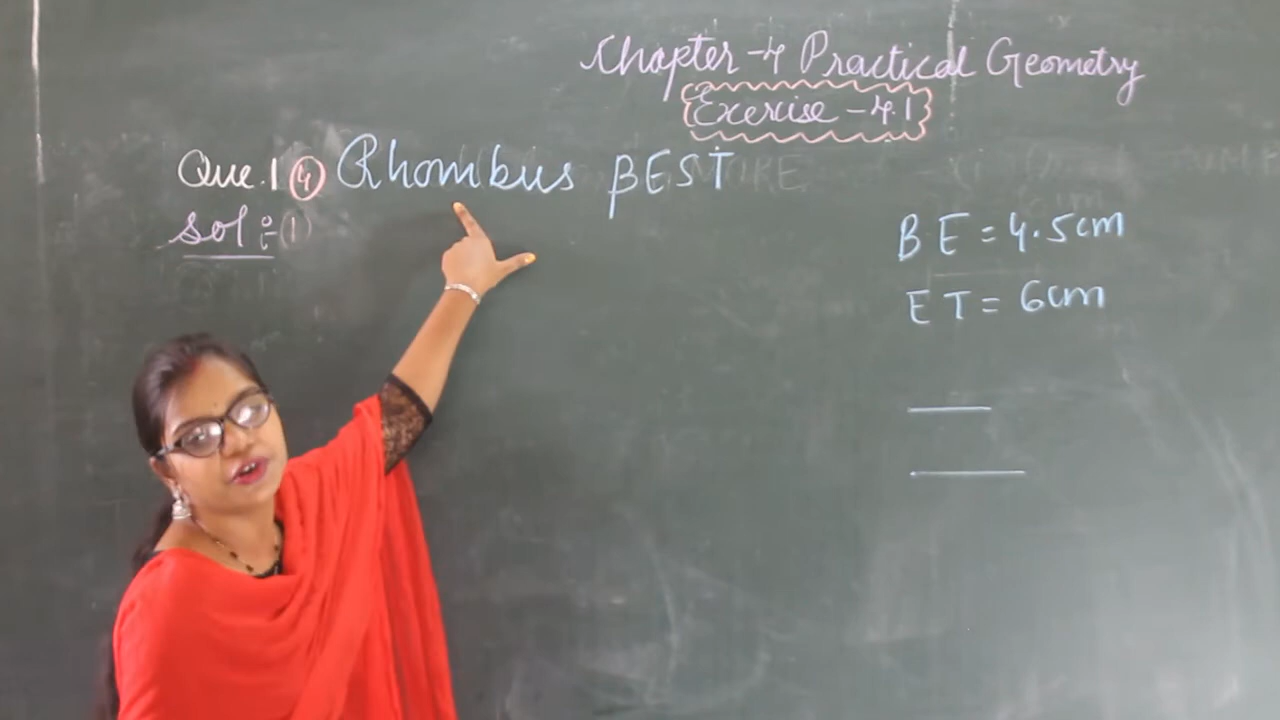 Chapter - 4 Practical Geometry
Exercise - 4.1
Que.1 (4) Rhombus BEST
Sol :- (1)
BE = 4.5cm
ET = 6cm